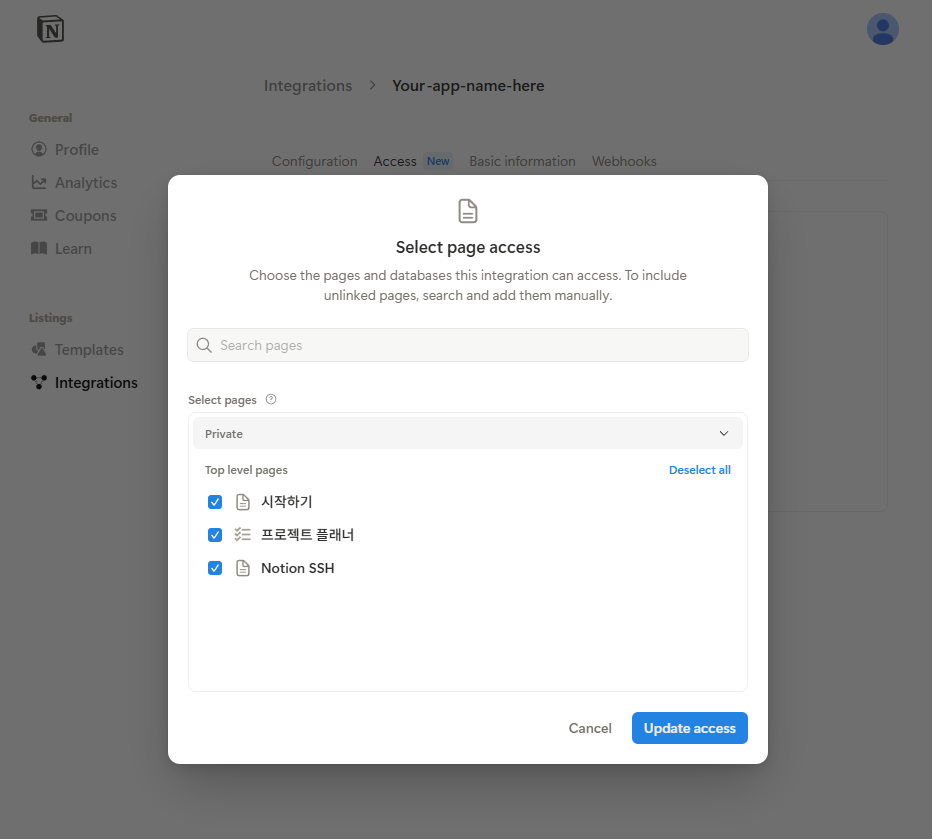 N
Integrations > Your-app-name-here
General
Profile
Analytics
Coupons
Learn
Listings
Templates
Integrations
Configuration Access New Basic information Webhooks
Select page access
Choose the pages and databases this integration can access. To include
unlinked pages, search and add them manually.
Search pages
Select pages ?
Private
Top level pages Deselect all
시작하기
프로젝트 플래너
Notion SSH
Cancel Update access